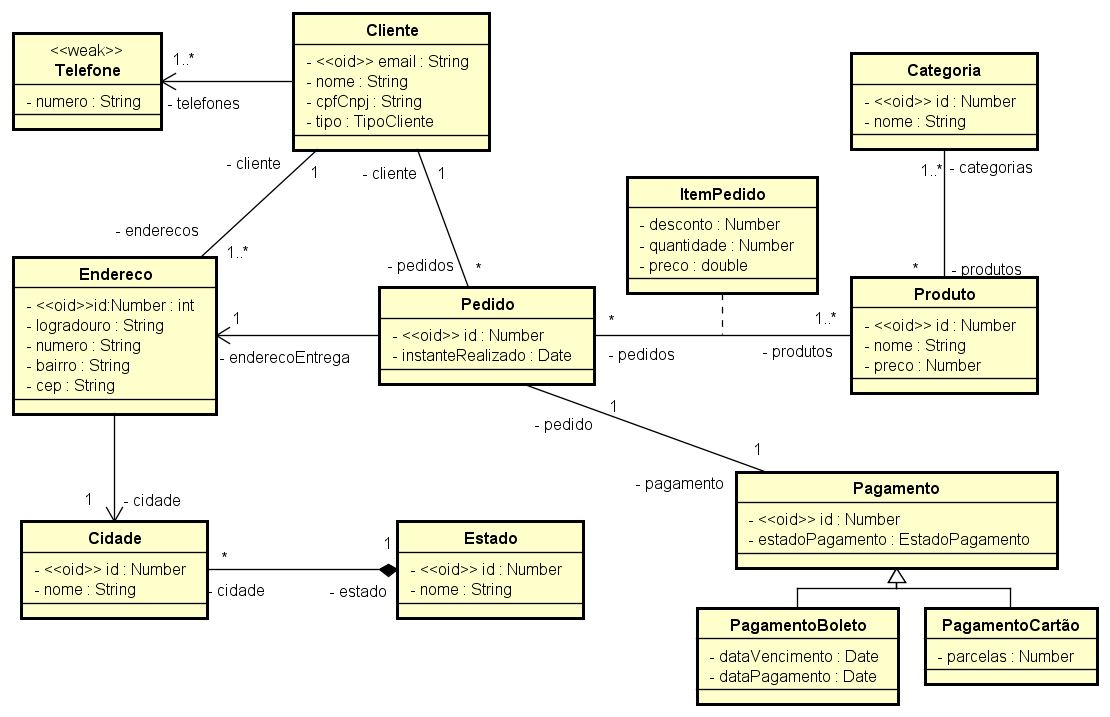 <<weak>>
Telefone
- numero : String
1..*
- telefones
Cliente
- <<oid>> email : String
- nome : String
- cpfCnpj : String
- tipo : TipoCliente
- cliente
1
- enderecos
1..*
- cliente
1
- pedidos
*
Categoria
- <<oid>> id : Number
- nome : String
1..*
- categorias
*
- produtos
ItemPedido
- desconto : Number
- quantidade : Number
- preco : double
Endereco
- <<oid>>id:Number : int
- logradouro : String
- numero : String
- bairro : String
- cep : String
1
- enderecoEntrega
Pedido
- <<oid>> id : Number
- instanteRealizado : Date
*
- pedidos
1..*
- produtos
Produto
- <<oid>> id : Number
- nome : String
- preco : Number
1
- pedido
1
- pagamento
1
- cidade
Cidade
- <<oid>> id : Number
- nome : String
*
- cidade
1
- estado
Estado
- <<oid>> id : Number
- nome : String
Pagamento
- <<oid>> id : Number
- estadoPagamento : EstadoPagamento
PagamentoBoleto
- dataVencimento : Date
- dataPagamento : Date
PagamentoCartão
- parcelas : Number